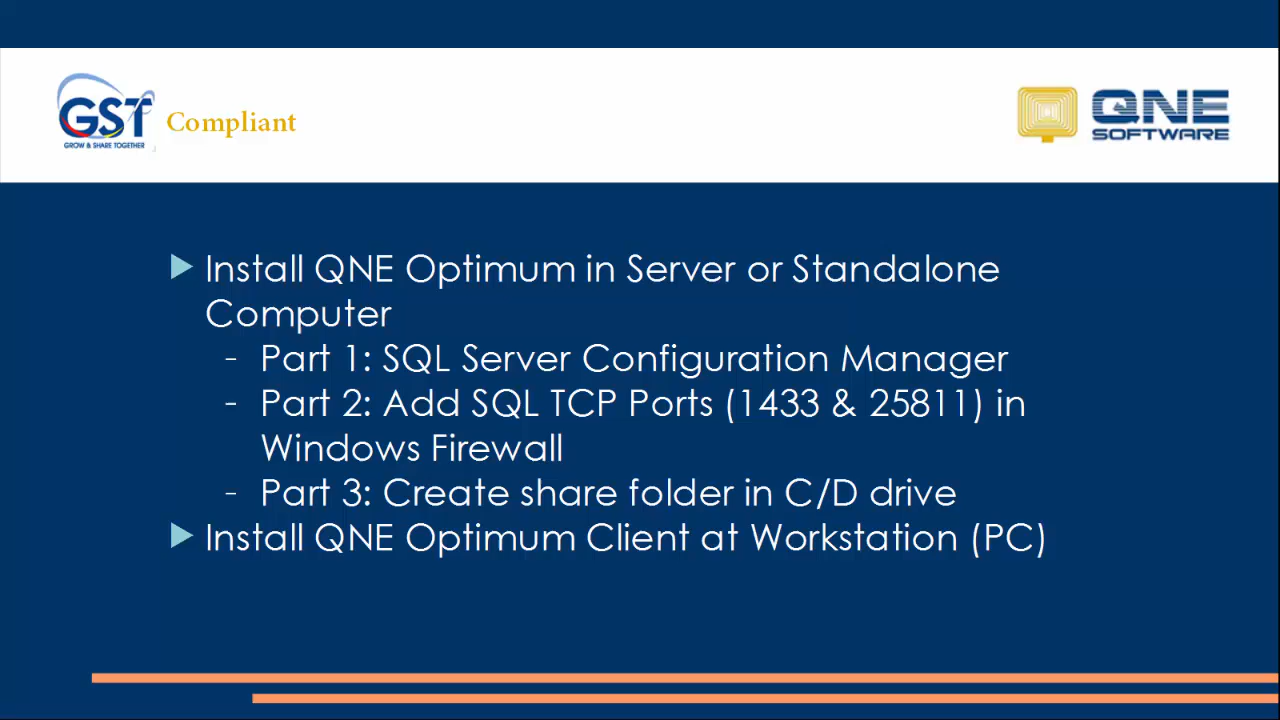 GST
GROW & SHARE TOGETHER
Compliant
QNE
SOFTWARE
Install QNE Optimum in Server or Standalone
Computer
- Part 1: SQL Server Configuration Manager
- Part 2: Add SQL TCP Ports (1433 & 25811) in
Windows Firewall
- Part 3: Create share folder in C/D drive
Install QNE Optimum Client at Workstation (PC)